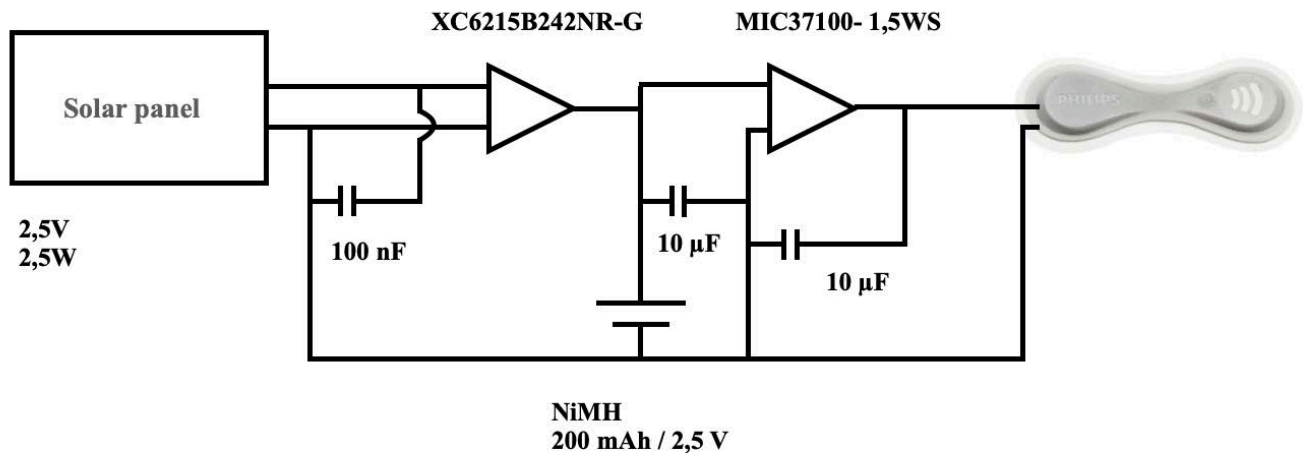 XC6215B242NR-G
MIC37100- 1,5WS
Solar panel
PHILIPS
2,5V
2,5W
100 nF
10 µF
10 µF
NiMH
200 mAh / 2,5 V